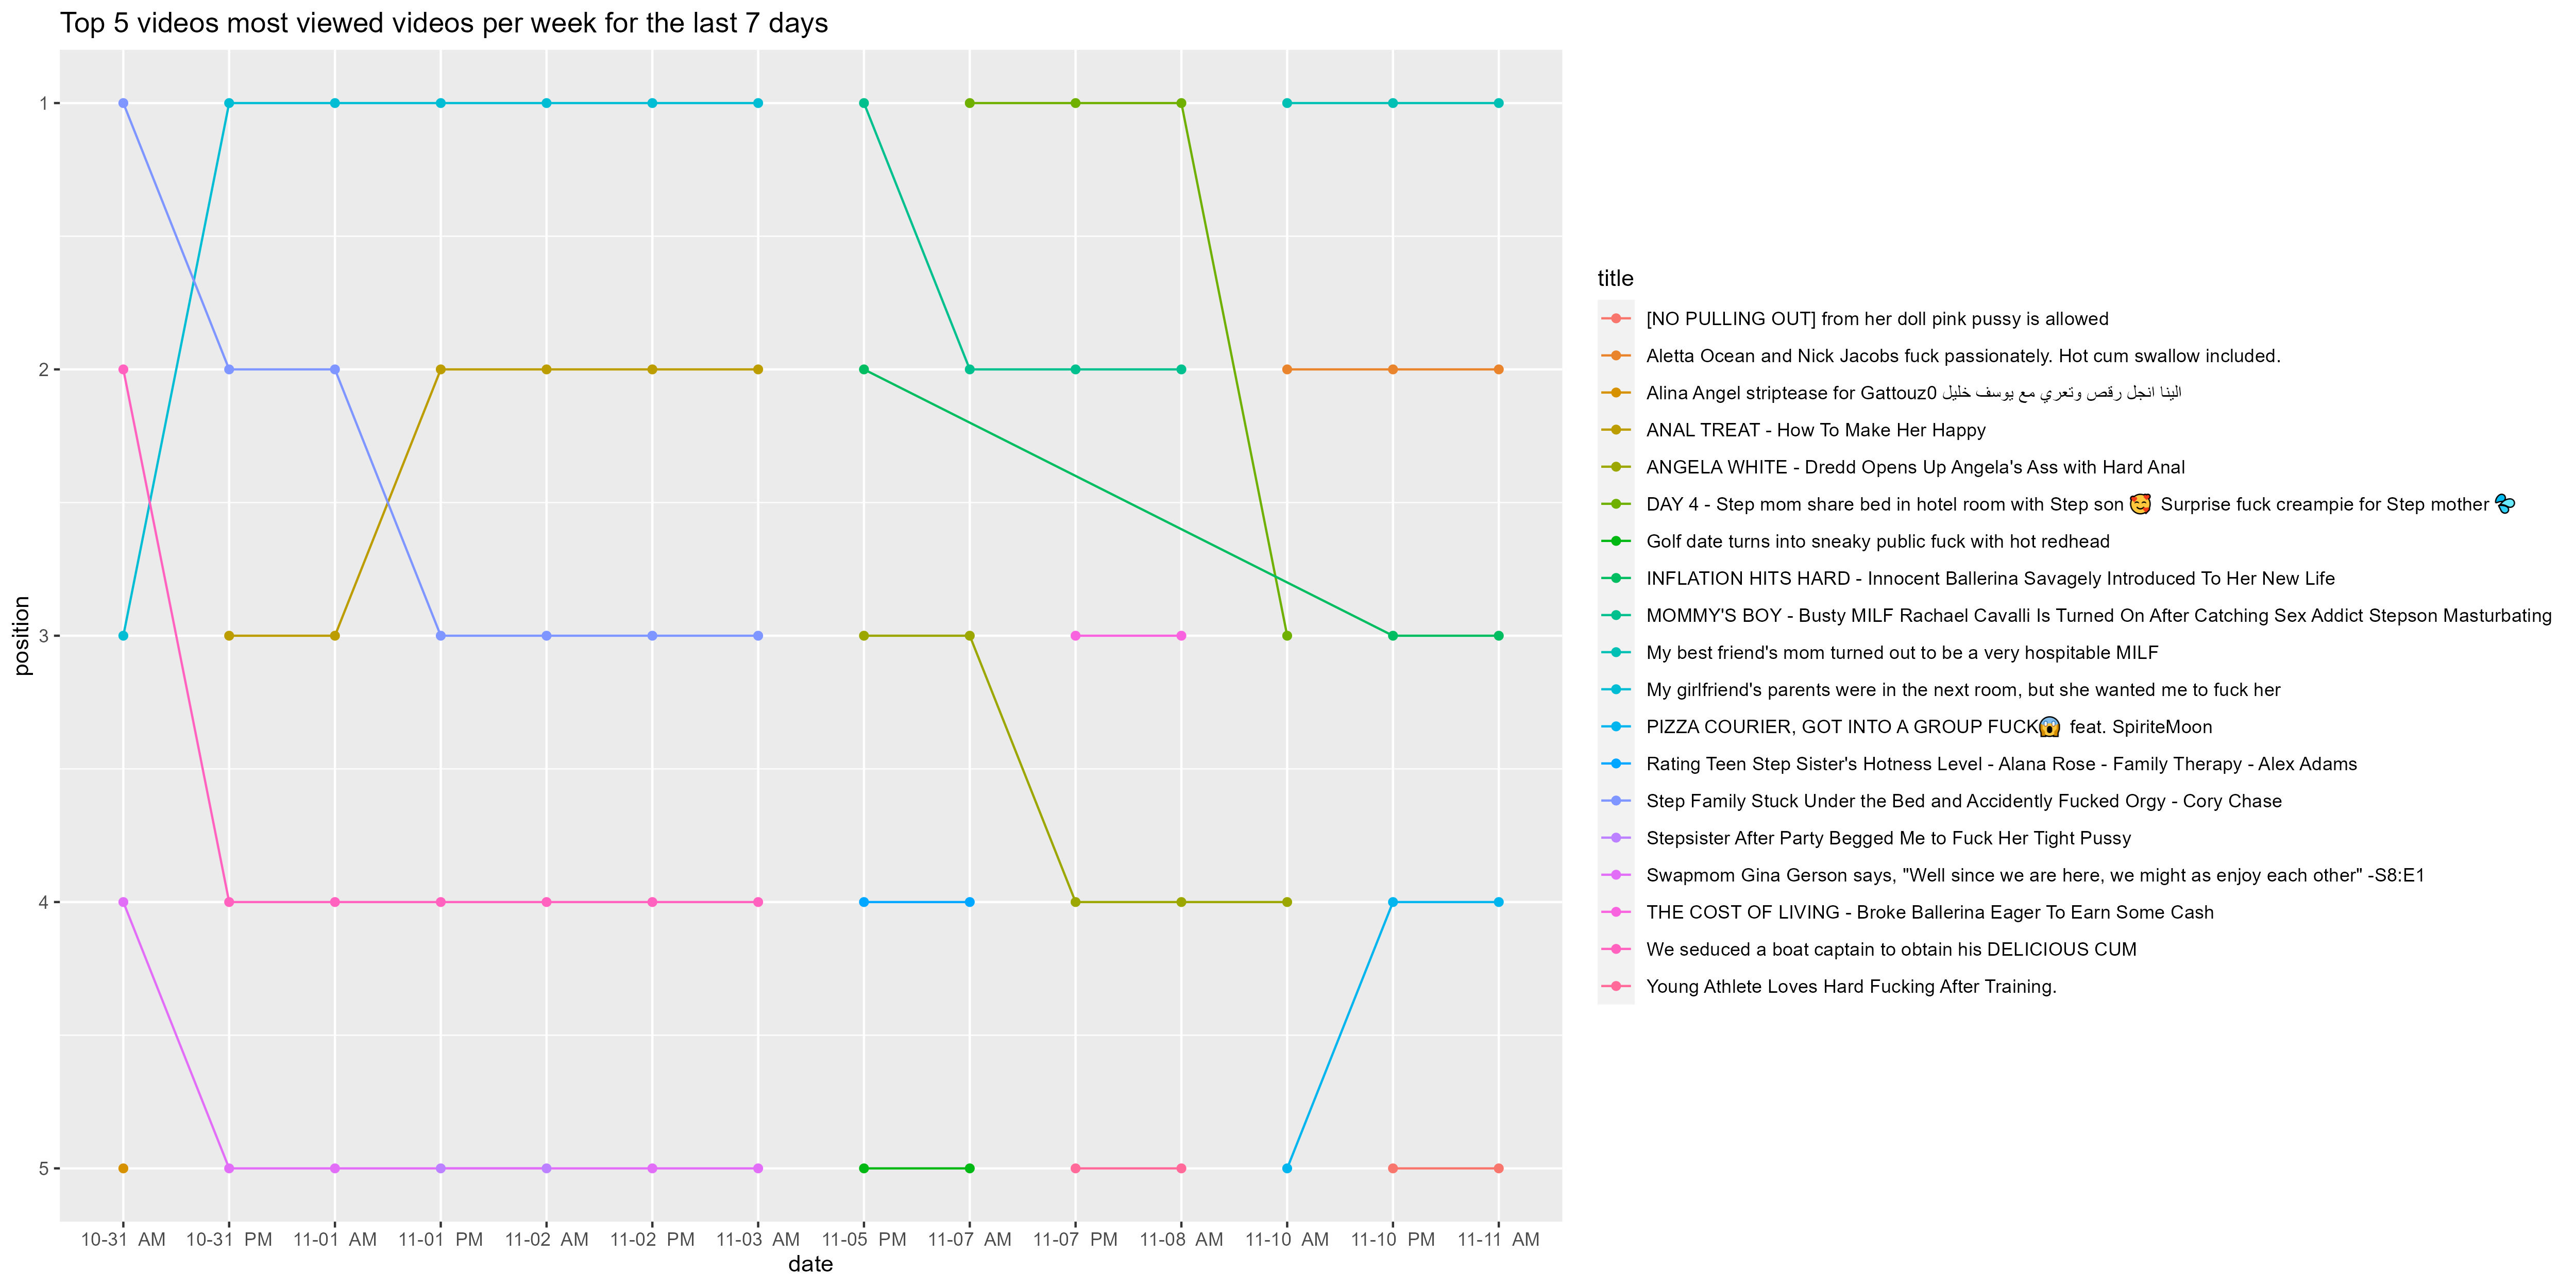 Top 5 videos most viewed videos per week for the last 7 days
position
1
2
3
4
5
10-31 AM
10-31 PM
11-01 AM
11-01 PM
11-02 AM
11-02 PM
11-03 AM
11-05 PM
11-07 AM
11-07 PM
11-08 AM
11-10 AM
11-10 PM
11-11 AM
date
title
[NO PULLING OUT] from her doll pink pussy is allowed
Aletta Ocean and Nick Jacobs fuck passionately. Hot cum swallow included.
Alina Angel striptease for Gattouz0 الينا انجل رقص وتعري مع يوسف خليل
ANAL TREAT - How To Make Her Happy
ANGELA WHITE - Dredd Opens Up Angela's Ass with Hard Anal
DAY 4 - Step mom share bed in hotel room with Step son 🥰 Surprise fuck creampie for Step mother 💦
Golf date turns into sneaky public fuck with hot redhead
INFLATION HITS HARD - Innocent Ballerina Savagely Introduced To Her New Life
MOMMY'S BOY - Busty MILF Rachael Cavalli Is Turned On After Catching Sex Addict Stepson Masturbating
My best friend's mom turned out to be a very hospitable MILF
My girlfriend's parents were in the next room, but she wanted me to fuck her
PIZZA COURIER, GOT INTO A GROUP FUCK😱 feat. SpiriteMoon
Rating Teen Step Sister's Hotness Level - Alana Rose - Family Therapy - Alex Adams
Step Family Stuck Under the Bed and Accidently Fucked Orgy - Cory Chase
Stepsister After Party Begged Me to Fuck Her Tight Pussy
Swapmom Gina Gerson says, "Well since we are here, we might as enjoy each other" -S8:E1
THE COST OF LIVING - Broke Ballerina Eager To Earn Some Cash
We seduced a boat captain to obtain his DELICIOUS CUM
Young Athlete Loves Hard Fucking After Training.